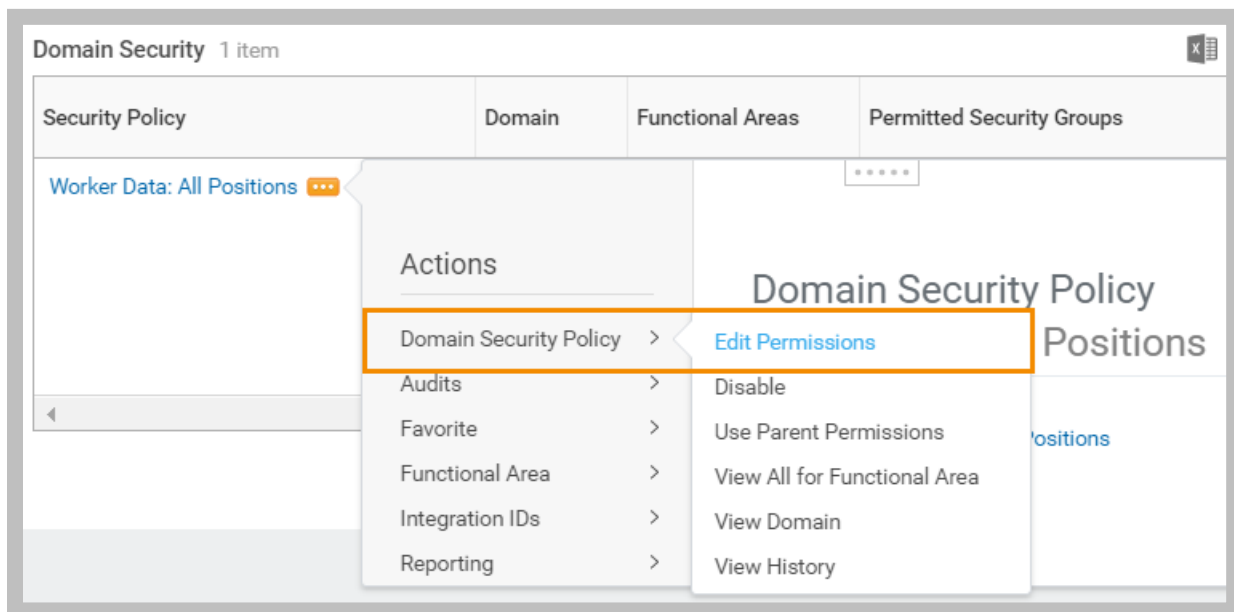 Domain Security 1 item
Security Policy Domain Functional Areas Permitted Security Groups
Worker Data: All Positions
Actions
Domain Security Policy
Positions
Domain Security Policy > Edit Permissions
Audits > Disable
Favorite > Use Parent Permissions
Functional Area > View All for Functional Area
Integration IDs > View Domain
Reporting > View History